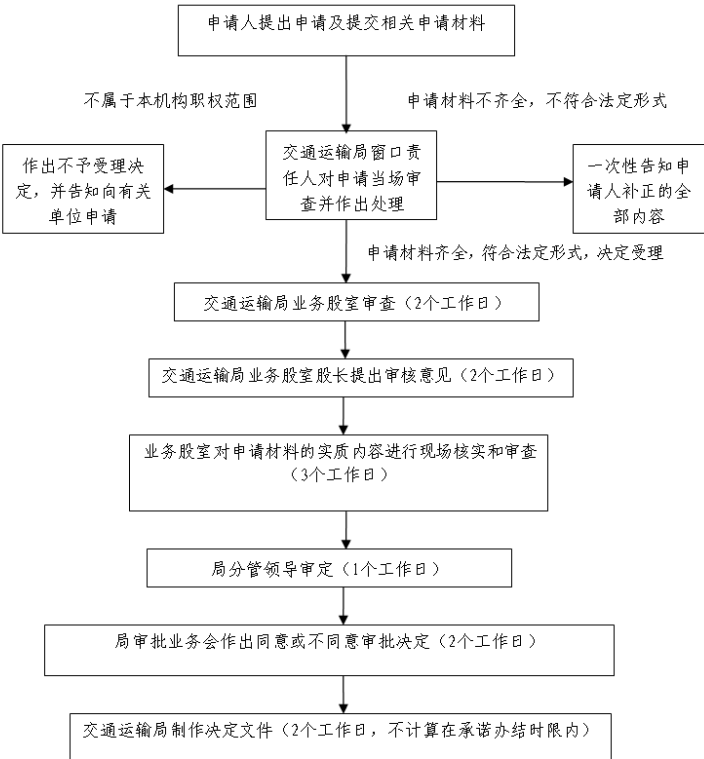 申请人提出申请及提交相关申请材料
不属于本机构职权范围
申请材料不齐全，不符合法定形式
作出不予受理决
定，并告知向有关
单位申请
交通运输局窗口责
任人对申请当场审
查并作出处理
一次性告知申
请人补正的全
部内容
申请材料齐全，符合法定形式，决定受理
交通运输局业务股室审查（2个工作日）
交通运输局业务股室股长提出审核意见（2个工作日）
业务股室对申请材料的实质内容进行现场核实和审查
（3个工作日）
局分管领导审定（1个工作日）
局审批业务会作出同意或不同意审批决定（2个工作日）
交通运输局制作决定文件（2个工作日，不计算在承诺办结时限内）